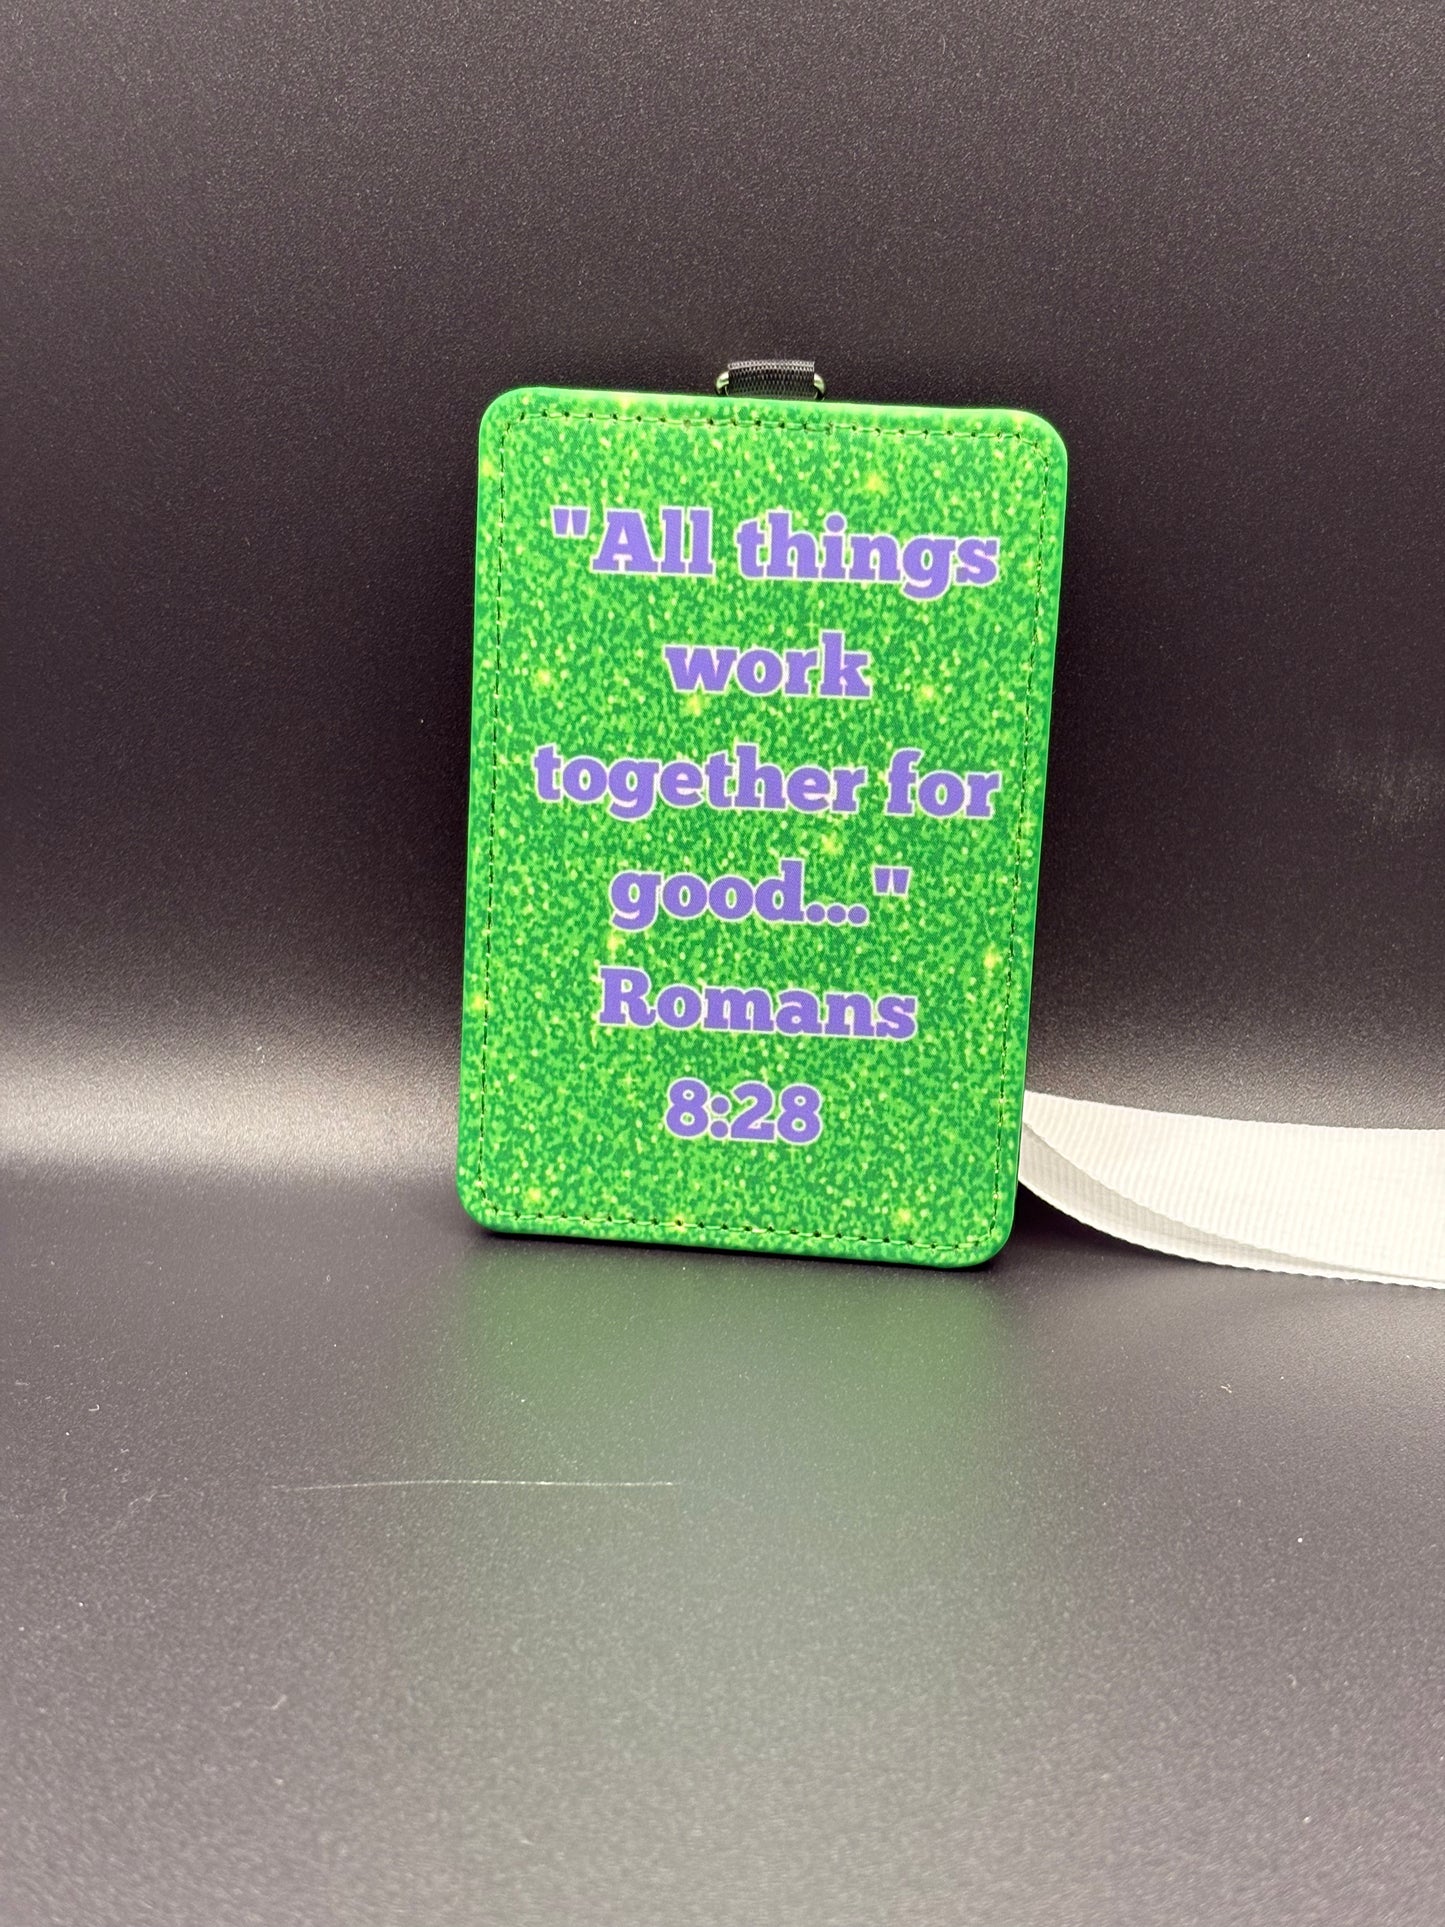 "All things
work
together for
good..."
Romans
8:28